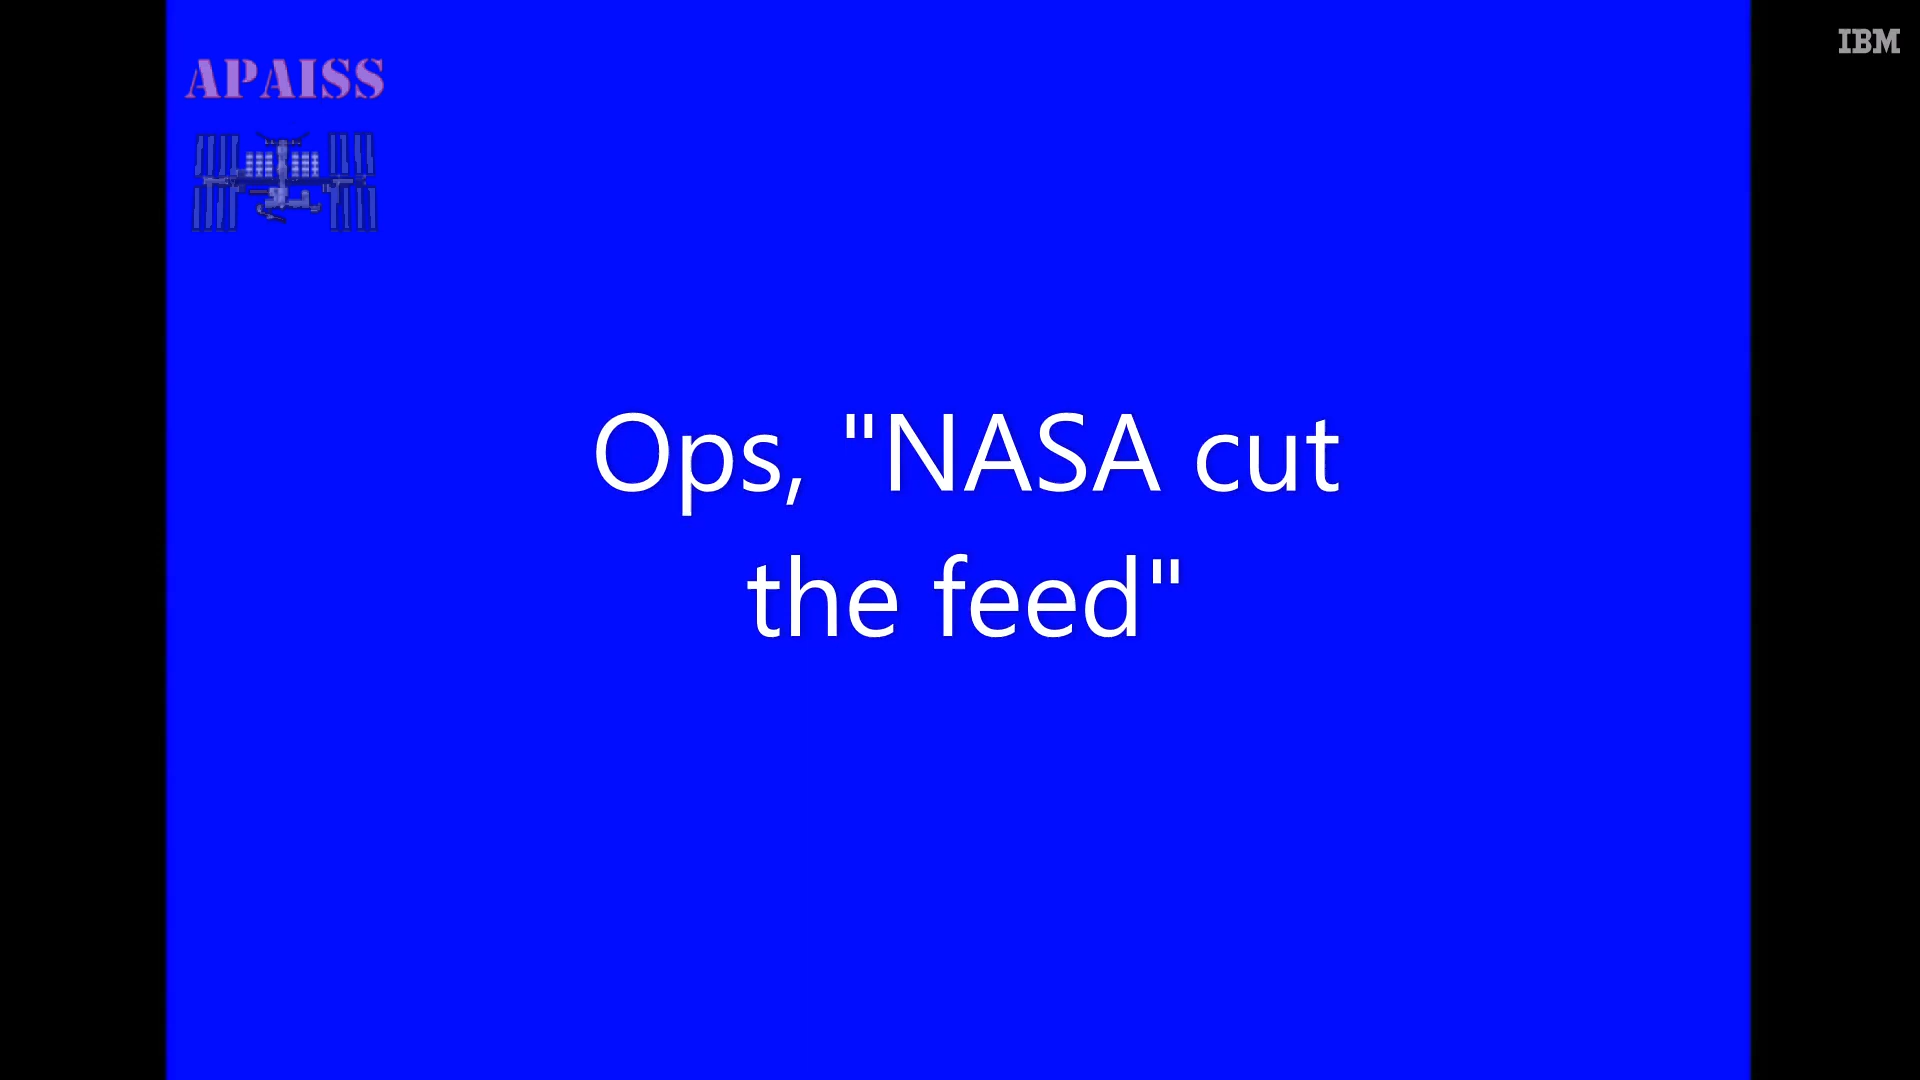 IBM
APAISS
Ops, "NASA cut
the feed"